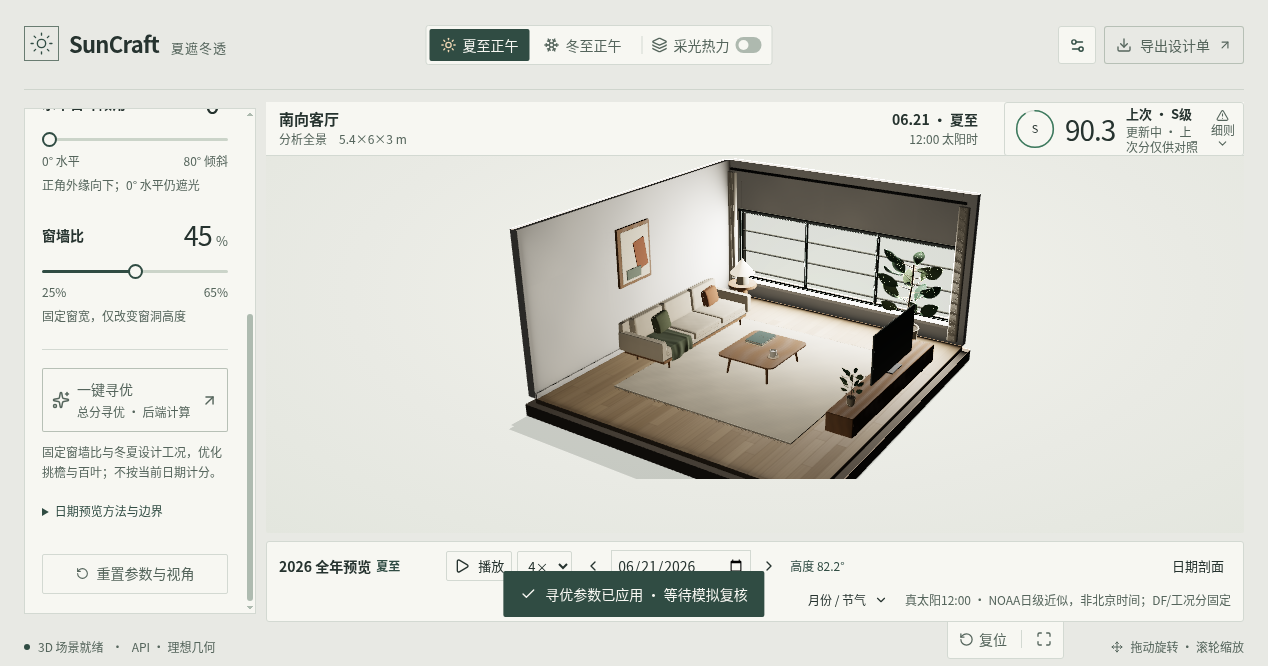 SunCraft 夏遮冬透
夏至正午 冬至正午 采光热力
导出设计单
0° 水平 80° 倾斜
正角外缘向下；0° 水平仍遮光
窗墙比 45 %
25% 65%
固定窗宽，仅改变窗洞高度
一键寻优
总分寻优 · 后端计算
固定窗墙比与冬夏设计工况，优化
挑檐与百叶；不按当前日期计分。
日期预览方法与边界
重置参数与视角
南向客厅
分析全景 5.4×6×3 m
06.21 · 夏至
12:00 太阳时
S 90.3
上次 · S级
更新中 · 上
次分仅供对照
细则
2026 全年预览 夏至 播放 4× 06/21/2026 高度 82.2° 日期剖面
寻优参数已应用 · 等待模拟复核
月份 / 节气 真太阳12:00 · NOAA日级近似，非北京时间；DF/工况分固定
3D 场景就绪 · API · 理想几何
复位
拖动旋转 · 滚轮缩放